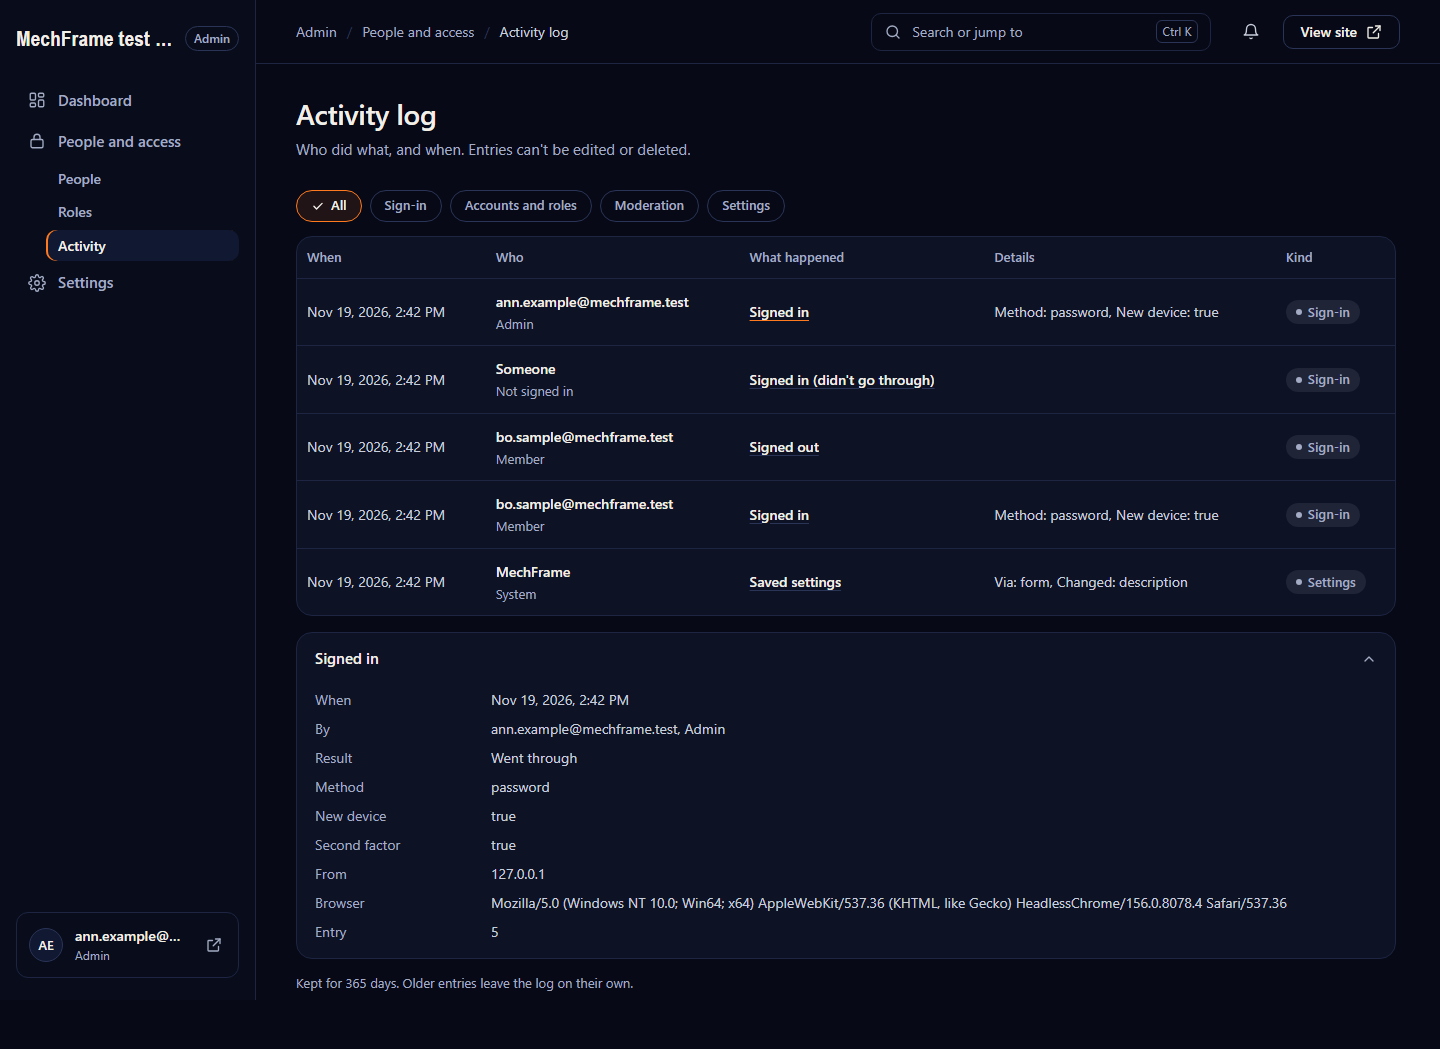 MechFrame test ... Admin
Admin / People and access / Activity log
Search or jump to Ctrl K
View site
Dashboard
People and access
People
Roles
Activity
Settings
Activity log
Who did what, and when. Entries can't be edited or deleted.
All Sign-in Accounts and roles Moderation Settings
When Who What happened Details Kind
Nov 19, 2026, 2:42 PM ann.example@mechframe.test Signed in Method: password, New device: true Sign-in
Admin
Nov 19, 2026, 2:42 PM Someone Signed in (didn't go through) Sign-in
Not signed in
Nov 19, 2026, 2:42 PM bo.sample@mechframe.test Signed out Sign-in
Member
Nov 19, 2026, 2:42 PM bo.sample@mechframe.test Signed in Method: password, New device: true Sign-in
Member
Nov 19, 2026, 2:42 PM MechFrame Saved settings Via: form, Changed: description Settings
System
Signed in
When Nov 19, 2026, 2:42 PM
By ann.example@mechframe.test, Admin
Result Went through
Method password
New device true
Second factor true
From 127.0.0.1
Browser Mozilla/5.0 (Windows NT 10.0; Win64; x64) AppleWebKit/537.36 (KHTML, like Gecko) HeadlessChrome/156.0.8078.4 Safari/537.36
Entry 5
Kept for 365 days. Older entries leave the log on their own.
AE ann.example@...
Admin